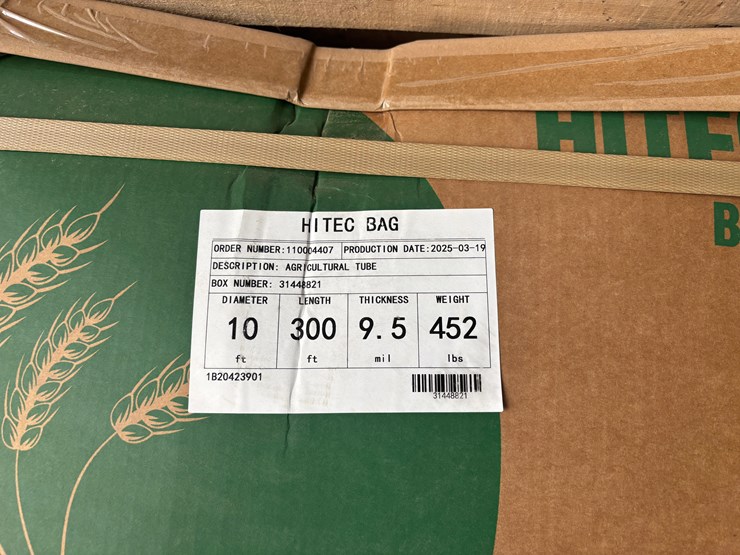 HITEC
B
HITEC BAG
ORDER NUMBER:110004407 PRODUCTION DATE:2025-03-19
DESCRIPTION: AGRICULTURAL TUBE
BOX NUMBER: 31448821
DIAMETER LENGTH THICKNESS WEIGHT
10 300 9.5 452
ft ft mil lbs
1B20423901
31448821